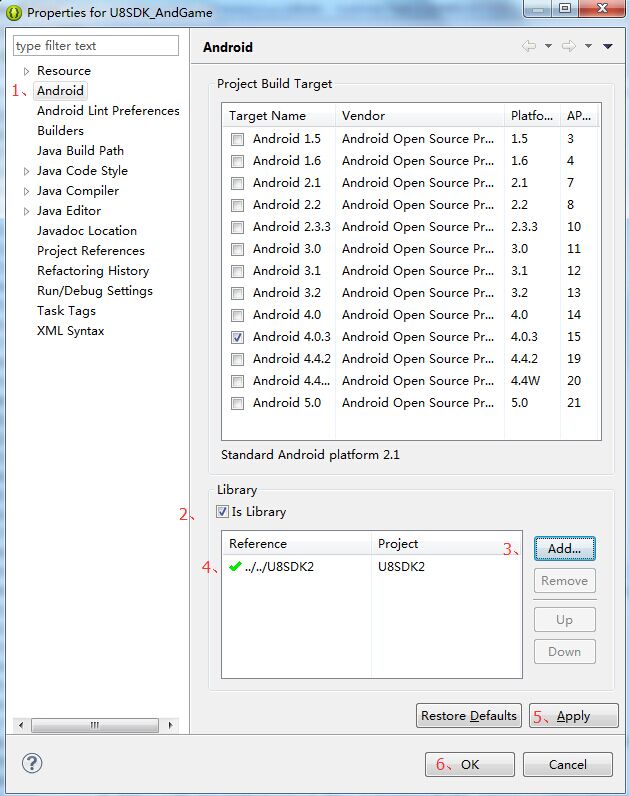 Properties for U8SDK_AndGame
type filter text
Resource
1、 Android
Android Lint Preferences
Builders
Java Build Path
Java Code Style
Java Compiler
Java Editor
Javadoc Location
Project References
Refactoring History
Run/Debug Settings
Task Tags
XML Syntax
Android
Project Build Target
Target Name Vendor Platfo... AP...
Android 1.5 Android Open Source Pr... 1.5 3
Android 1.6 Android Open Source Pr... 1.6 4
Android 2.1 Android Open Source Pr... 2.1 7
Android 2.2 Android Open Source Pr... 2.2 8
Android 2.3.3 Android Open Source Pr... 2.3.3 10
Android 3.0 Android Open Source Pr... 3.0 11
Android 3.1 Android Open Source Pr... 3.1 12
Android 3.2 Android Open Source Pr... 3.2 13
Android 4.0 Android Open Source Pr... 4.0 14
Android 4.0.3 Android Open Source Pr... 4.0.3 15
Android 4.4.2 Android Open Source Pr... 4.4.2 19
Android 4.4... Android Open Source Pr... 4.4W 20
Android 5.0 Android Open Source Pr... 5.0 21
Standard Android platform 2.1
Library
2、 Is Library
Reference Project
3、 Add...
4、 ../../U8SDK2 U8SDK2
Remove
Up
Down
Restore Defaults 5、 Apply
? 6、 OK Cancel